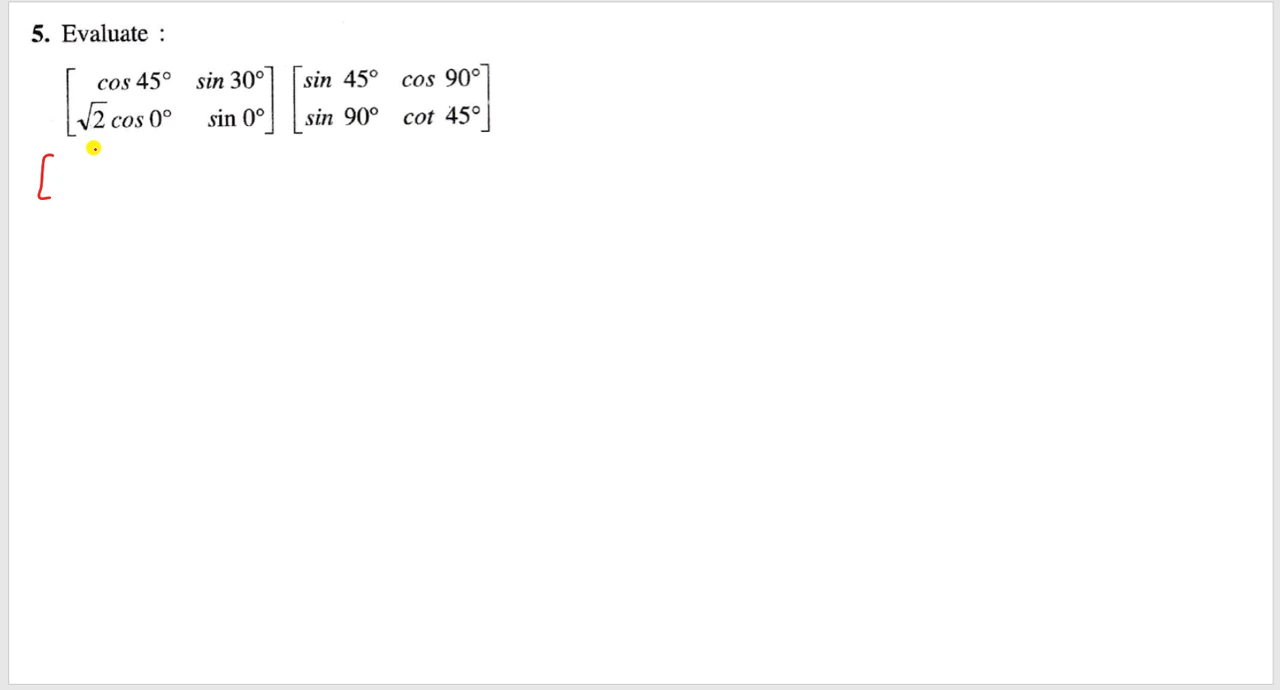 5. Evaluate :
[cos 45° sin 30°] [sin 45° cos 90°]
[√2 cos 0° sin 0°] [sin 90° cot 45°]
[